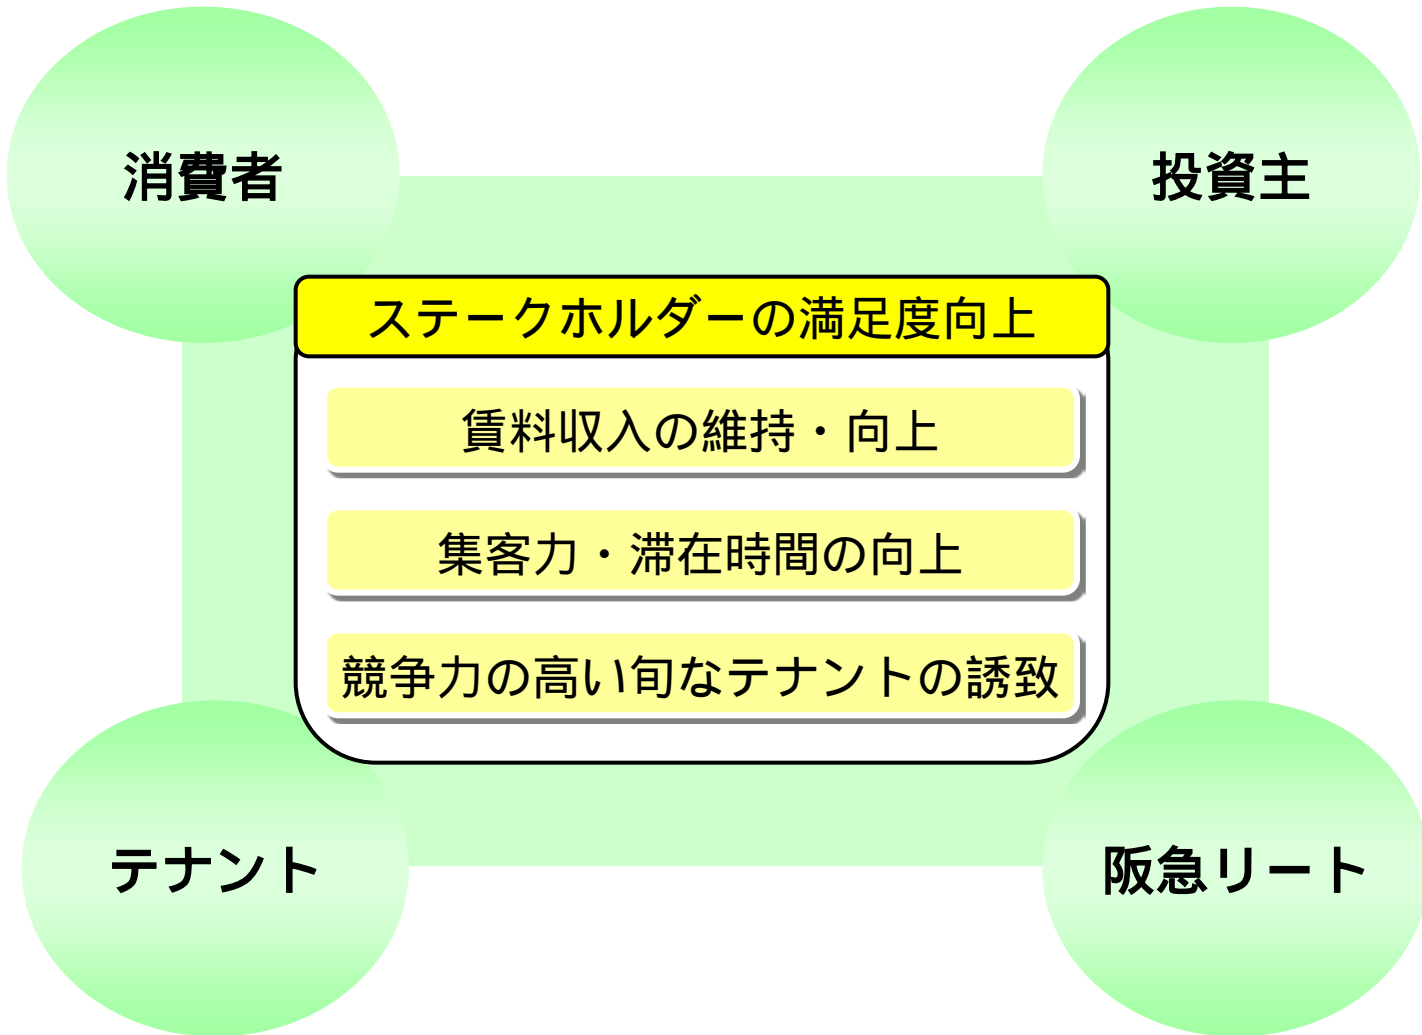 消費者
投資主
ステークホルダーの満足度向上
賃料収入の維持・向上
集客力・滞在時間の向上
競争力の高い旬なテナントの誘致
テナント
阪急リート